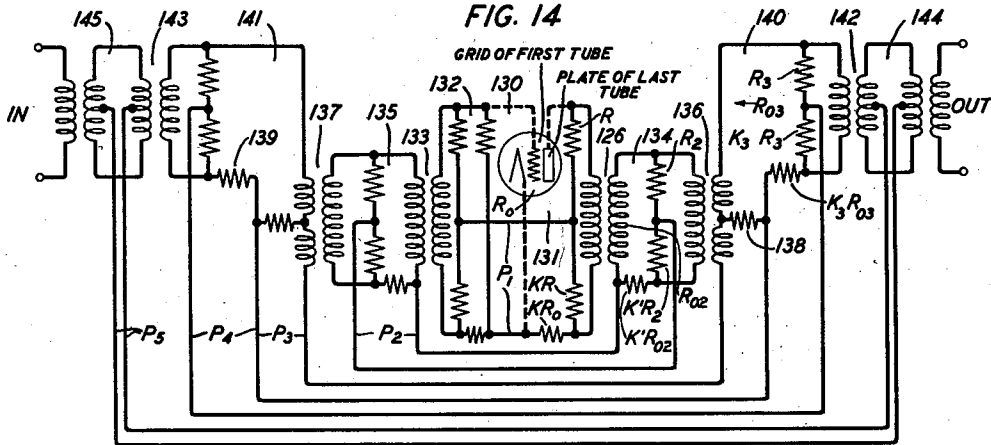 FIG. 14
145 143 141 140 142 144
GRID OF FIRST TUBE
PLATE OF LAST TUBE
IN
OUT
137 135 133 132 130
R
126 134 R2 136
R3
R03
K3 R3
K3R03
139
R0
131
138
P1
KR
KR0
K'R2
R02
K'R02
P5 P4 P3 P2